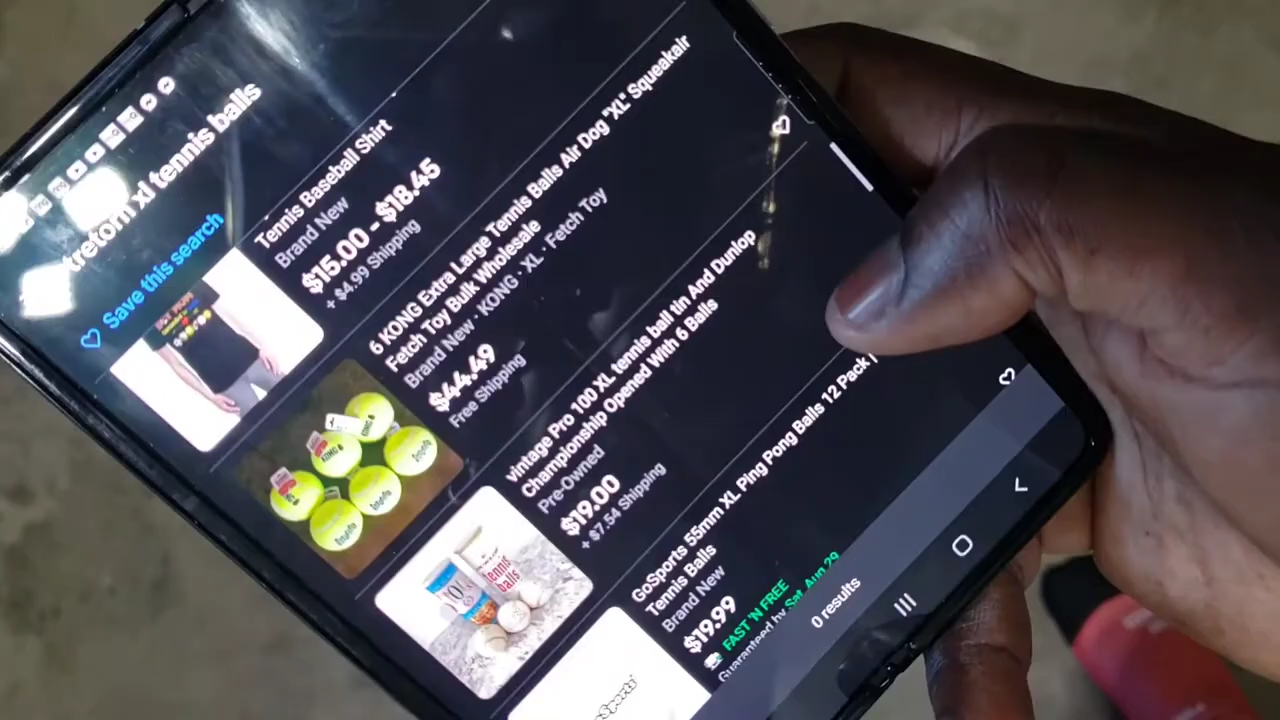 tretorn xl tennis balls
Save this search
Tennis Baseball Shirt
Brand New
$15.00 - $18.45
+ $4.99 Shipping
6 KONG Extra Large Tennis Balls Air Dog "XL" Squeakair
Fetch Toy Bulk Wholesale
Brand New · KONG · XL · Fetch Toy
$44.49
Free Shipping
vintage Pro 100 XL tennis ball tin And Dunlop
Championship Opened With 6 Balls
Pre-Owned
$19.00
+ $7.54 Shipping
GoSports 55mm XL Ping Pong Balls 12 Pack |
Tennis Balls
Brand New
$19.99
FAST 'N FREE
Guaranteed by Sat, Aug 29
0 results
KONG
tennis
balls